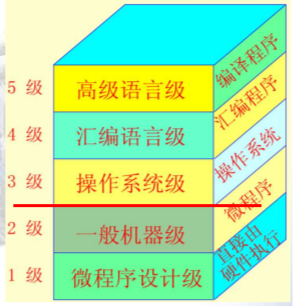 5 级 高级语言级 编译程序
4 级 汇编语言级 汇编程序
3 级 操作系统级 操作系统
2 级 一般机器级 微程序
1 级 微程序设计级 直接由
硬件执行